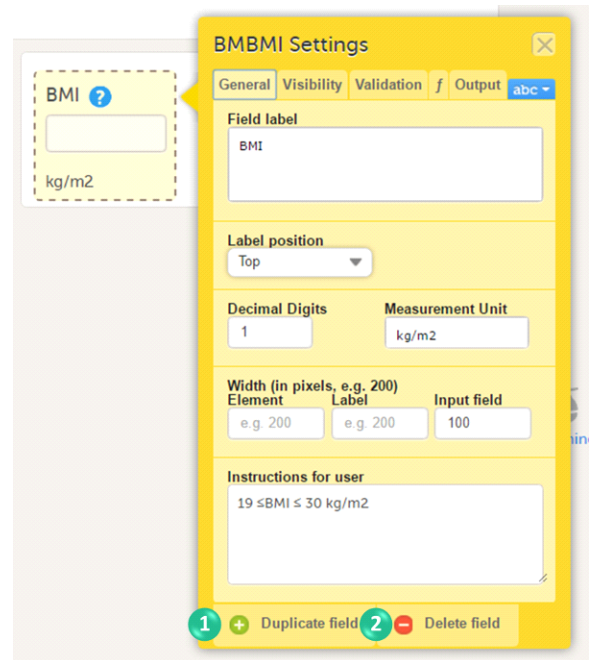 BMBMI Settings
BMI ?
General Visibility Validation f Output abc
Field label
BMI
kg/m2
Label position
Top
Decimal Digits Measurement Unit
1 kg/m2
Width (in pixels, e.g. 200)
Element Label Input field
e.g. 200 e.g. 200 100
Instructions for user
19 ≤BMI ≤ 30 kg/m2
1 Duplicate field 2 Delete field